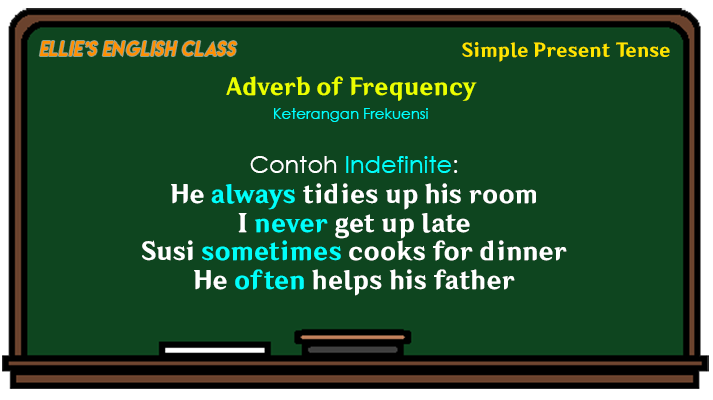 ELLIE'S ENGLISH CLASS
Simple Present Tense
Adverb of Frequency
Keterangan Frekuensi
Contoh Indefinite:
He always tidies up his room
I never get up late
Susi sometimes cooks for dinner
He often helps his father